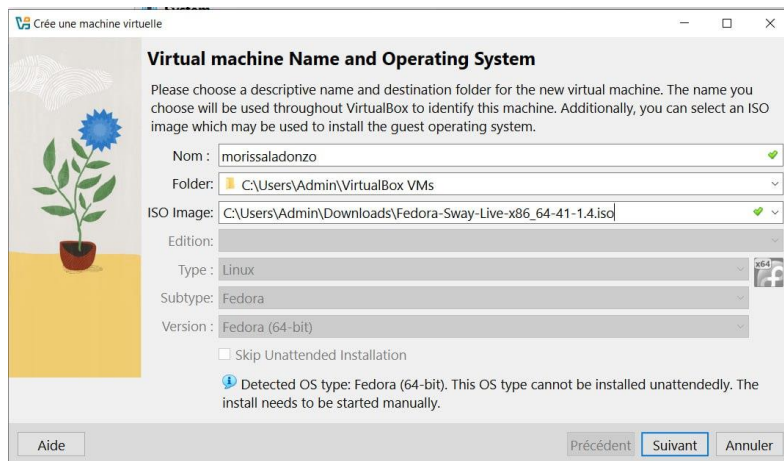 Crée une machine virtuelle
Virtual machine Name and Operating System
Please choose a descriptive name and destination folder for the new virtual machine. The name you
choose will be used throughout VirtualBox to identify this machine. Additionally, you can select an ISO
image which may be used to install the guest operating system.
Nom : morissaladonzo
Folder: C:\Users\Admin\VirtualBox VMs
ISO Image: C:\Users\Admin\Downloads\Fedora-Sway-Live-x86_64-41-1.4.iso
Edition:
Type : Linux
x64
Subtype: Fedora
Version : Fedora (64-bit)
Skip Unattended Installation
Detected OS type: Fedora (64-bit). This OS type cannot be installed unattendedly. The
install needs to be started manually.
Aide Précédent Suivant Annuler